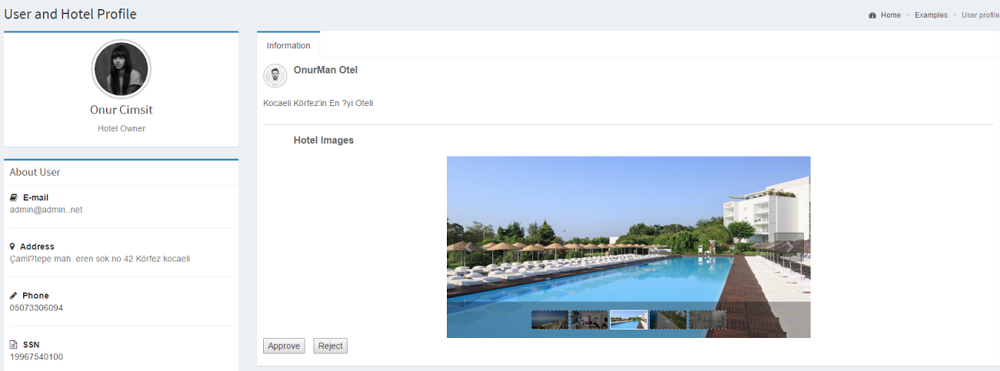 User and Hotel Profile
Home > Examples > User profile
Onur Cimsit
Hotel Owner
About User
E-mail
admin@admin..net
Address
Çaml?tepe mah. eren sok no 42 Körfez kocaeli
Phone
05073306094
SSN
19967540100
Information
OnurMan Otel
Kocaeli Körfez'in En ?yi Oteli
Hotel Images
Approve Reject